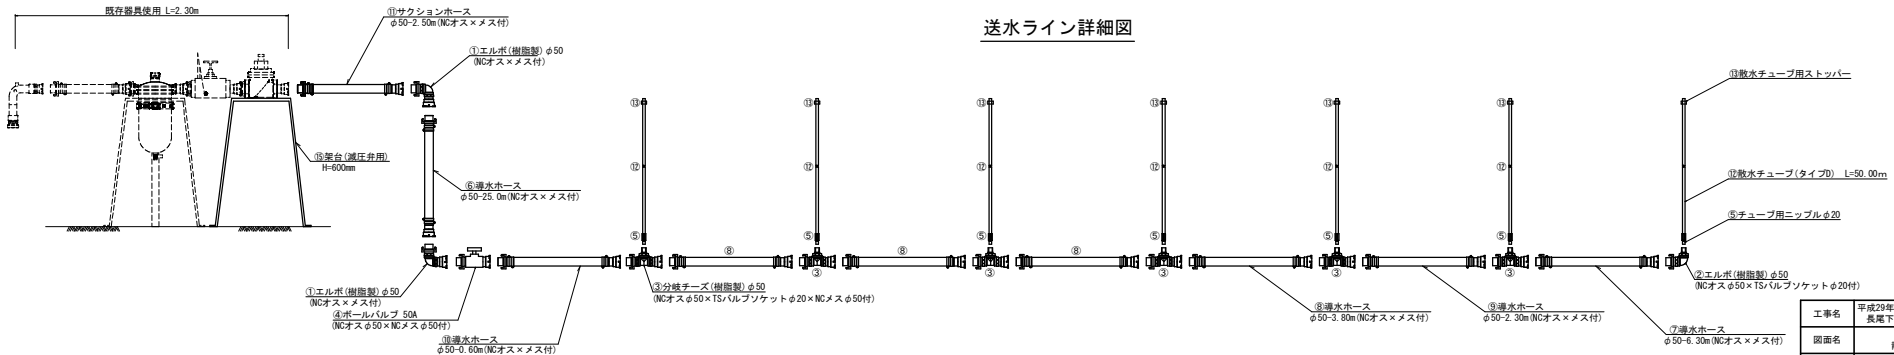 送水ライン詳細図
既存器具使用 L=2.30m
⑪サクションホース
φ50-2.50m(NCオス×メス付)
①エルボ(樹脂製)φ50
(NCオス×メス付)
⑬散水チューブ用ストッパー
⑬
⑬
⑬
⑬
⑬
⑬
⑮架台(減圧弁用)
H=600mm
⑫
⑫
⑫
⑫
⑫
⑫
⑫散水チューブ(タイプD) L=50.00m
⑥導水ホース
φ50-25.0m(NCオス×メス付)
⑤
⑤
⑤
⑤
⑤
⑤
⑤チューブ用ニップルφ20
⑧
⑧
⑧
③
③
③
③
③
①エルボ(樹脂製)φ50
(NCオス×メス付)
③分岐チーズ(樹脂製)φ50
(NCオスφ50×TSバルブソケットφ20×NCメスφ50付)
②エルボ(樹脂製)φ50
(NCオスφ50×TSバルブソケットφ20付)
④ボールバルブ 50A
(NCオスφ50×NCメスφ50付)
⑧導水ホース
φ50-3.80m(NCオス×メス付)
⑨導水ホース
φ50-2.30m(NCオス×メス付)
⑩導水ホース
φ50-0.60m(NCオス×メス付)
⑦導水ホース
φ50-6.30m(NCオス×メス付)
工事名
平成29年
長尾下
図面名